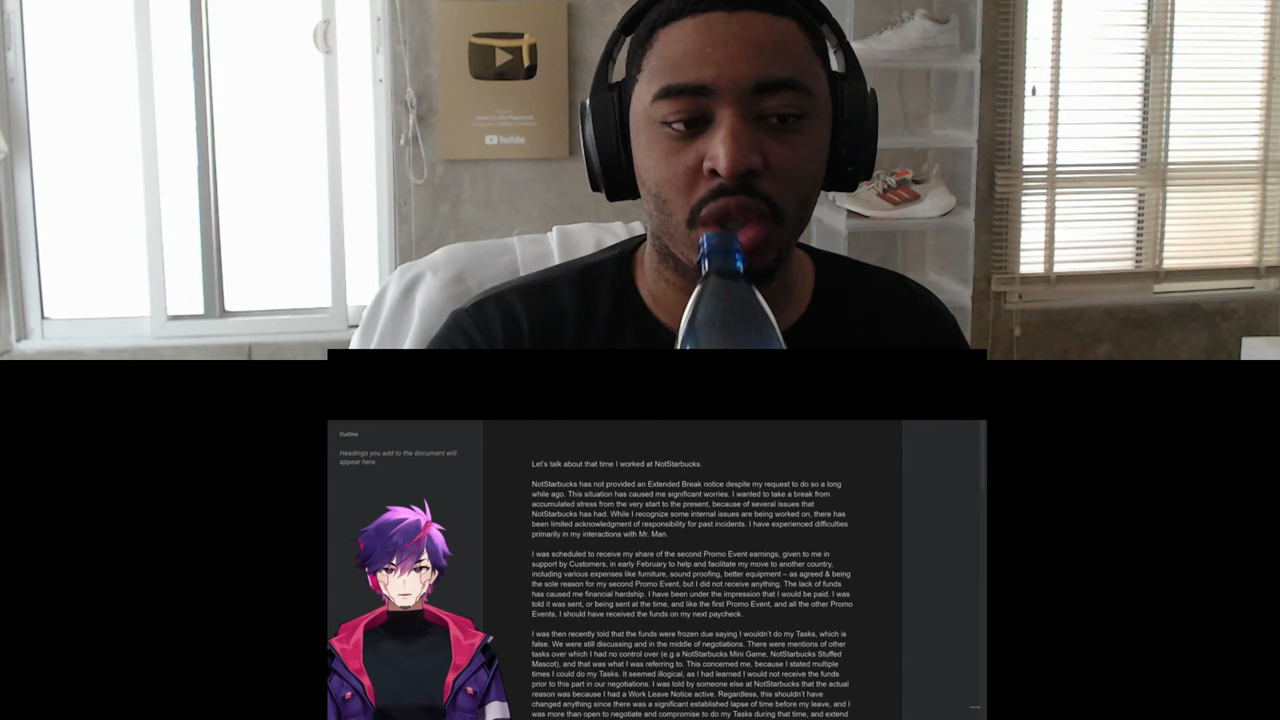 YouTube
Outline
Headings you add to the document will
appear here.
Let's talk about that time I worked at NotStarbucks.
NotStarbucks has not provided an Extended Break notice despite my request to do so a long
while ago. This situation has caused me significant worries. I wanted to take a break from
accumulated stress from the very start to the present, because of several issues that
NotStarbucks has had. While I recognize some internal issues are being worked on, there has
been limited acknowledgment of responsibility for past incidents. I have experienced difficulties
primarily in my interactions with Mr. Man.
I was scheduled to receive my share of the second Promo Event earnings, given to me in
support by Customers, in early February to help and facilitate my move to another country,
including various expenses like furniture, sound proofing, better equipment – as agreed & being
the sole reason for my second Promo Event, but I did not receive anything. The lack of funds
has caused me financial hardship. I have been under the impression that I would be paid. I was
told it was sent, or being sent at the time, and like the first Promo Event, and all the other Promo
Events, I should have received the funds on my next paycheck.
I was then recently told that the funds were frozen due saying I wouldn't do my Tasks, which is
false. We were still discussing and in the middle of negotiations. There were mentions of other
tasks over which I had no control over (e.g a NotStarbucks Mini Game, NotStarbucks Stuffed
Mascot), and that was what I was referring to. This concerned me, because I stated multiple
times I could do my Tasks. It seemed illogical, as I had learned I would not receive the funds
prior to this part in our negotiations. I was told by someone else at NotStarbucks that the actual
reason was because I had a Work Leave Notice active. Regardless, this shouldn't have
changed anything since there was a significant established lapse of time before my leave, and I
was more than open to negotiate and compromise to do my Tasks during that time, and extend